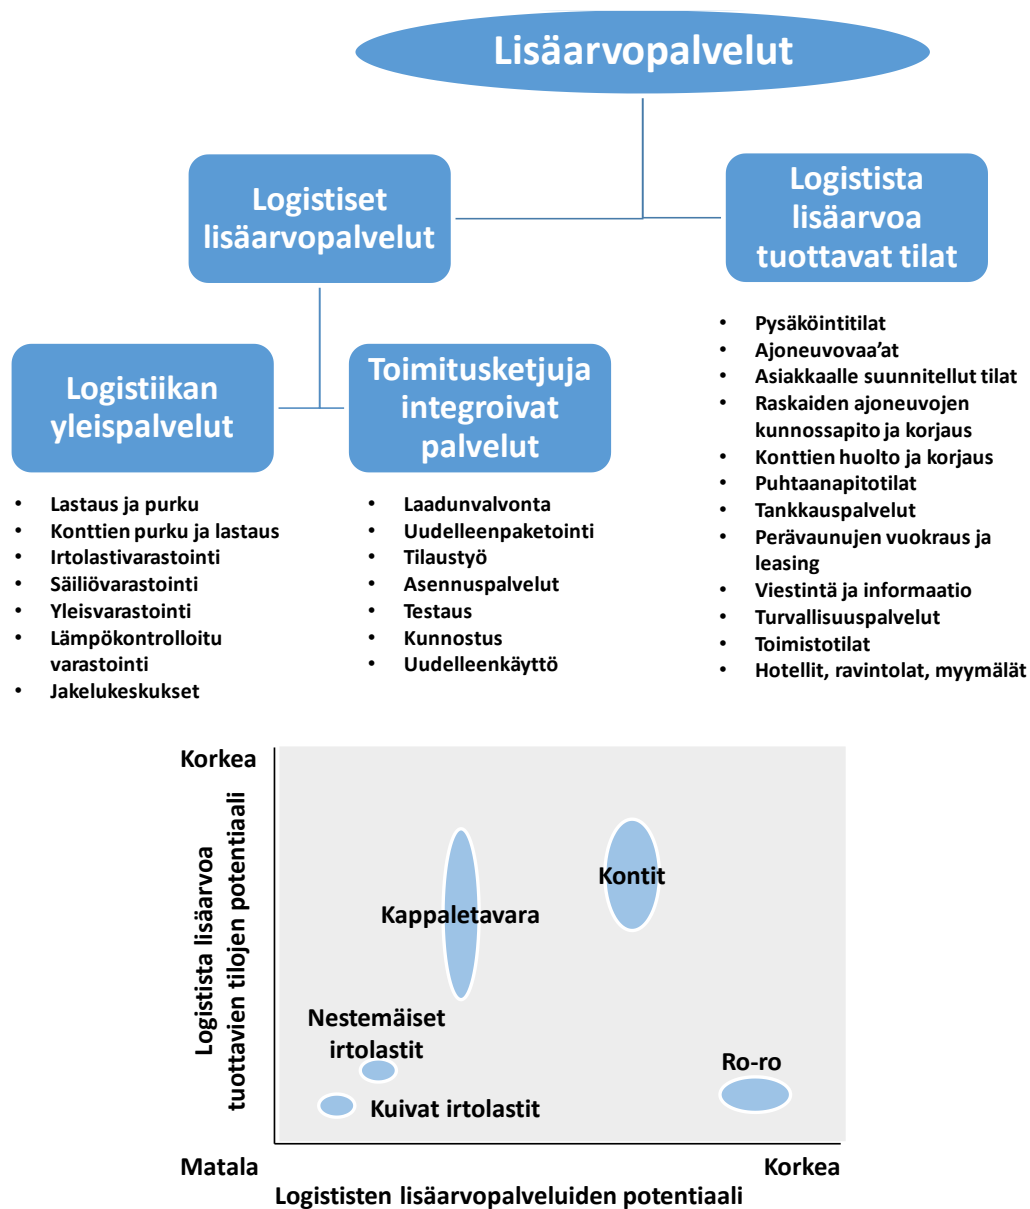 Lisäarvopalvelut
Logistiset
lisäarvopalvelut
Logistista
lisäarvoa
tuottavat tilat
Logistiikan
yleispalvelut
Toimitusketjuja
integroivat
palvelut
• Lastaus ja purku
• Konttien purku ja lastaus
• Irtolastivarastointi
• Säiliövarastointi
• Yleisvarastointi
• Lämpökontrolloitu
varastointi
• Jakelukeskukset
• Laadunvalvonta
• Uudelleenpaketointi
• Tilaustyö
• Asennuspalvelut
• Testaus
• Kunnostus
• Uudelleenkäyttö
• Pysäköintitilat
• Ajoneuvovaa'at
• Asiakkaalle suunnitellut tilat
• Raskaiden ajoneuvojen
kunnossapito ja korjaus
• Konttien huolto ja korjaus
• Puhtaanapitotilat
• Tankkauspalvelut
• Perävaunujen vuokraus ja
leasing
• Viestintä ja informaatio
• Turvallisuuspalvelut
• Toimistotilat
• Hotellit, ravintolat, myymälät
Korkea
Logistista lisäarvoa
tuottavien tilojen potentiaali
Kontit
Kappaletavara
Nestemäiset
irtolastit
Ro-ro
Kuivat irtolastit
Matala
Korkea
Logististen lisäarvopalveluiden potentiaali